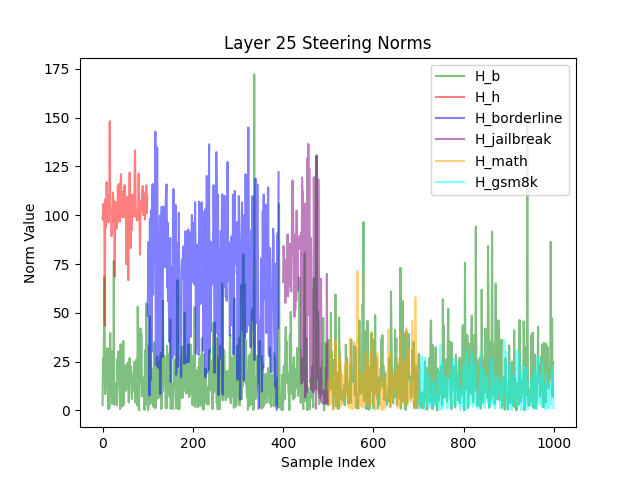 Layer 25 Steering Norms
Norm Value
175
150
125
100
75
50
25
0
H_b
H_h
H_borderline
H_jailbreak
H_math
H_gsm8k
0
200
400
600
800
1000
Sample Index